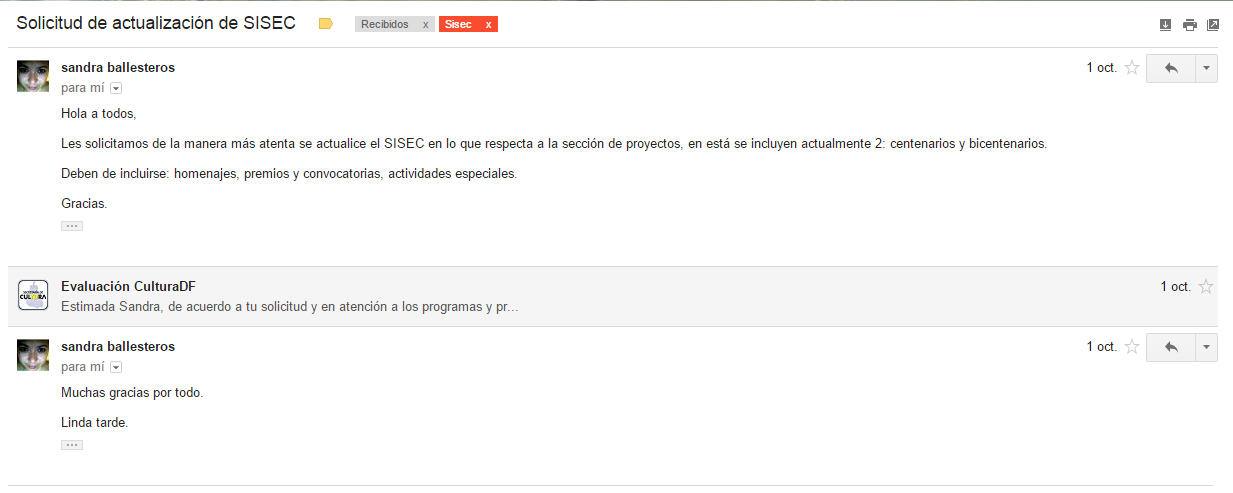 Solicitud de actualización de SISEC Recibidos x Sisec x
sandra ballesteros 1 oct.
para mí
Hola a todos,
Les solicitamos de la manera más atenta se actualice el SISEC en lo que respecta a la sección de proyectos, en está se incluyen actualmente 2: centenarios y bicentenarios.
Deben de incluirse: homenajes, premios y convocatorias, actividades especiales.
Gracias.
Evaluación CulturaDF 1 oct.
SECRETARÍA DE
CULTURA
Estimada Sandra, de acuerdo a tu solicitud y en atención a los programas y pr...
sandra ballesteros 1 oct.
para mí
Muchas gracias por todo.
Linda tarde.